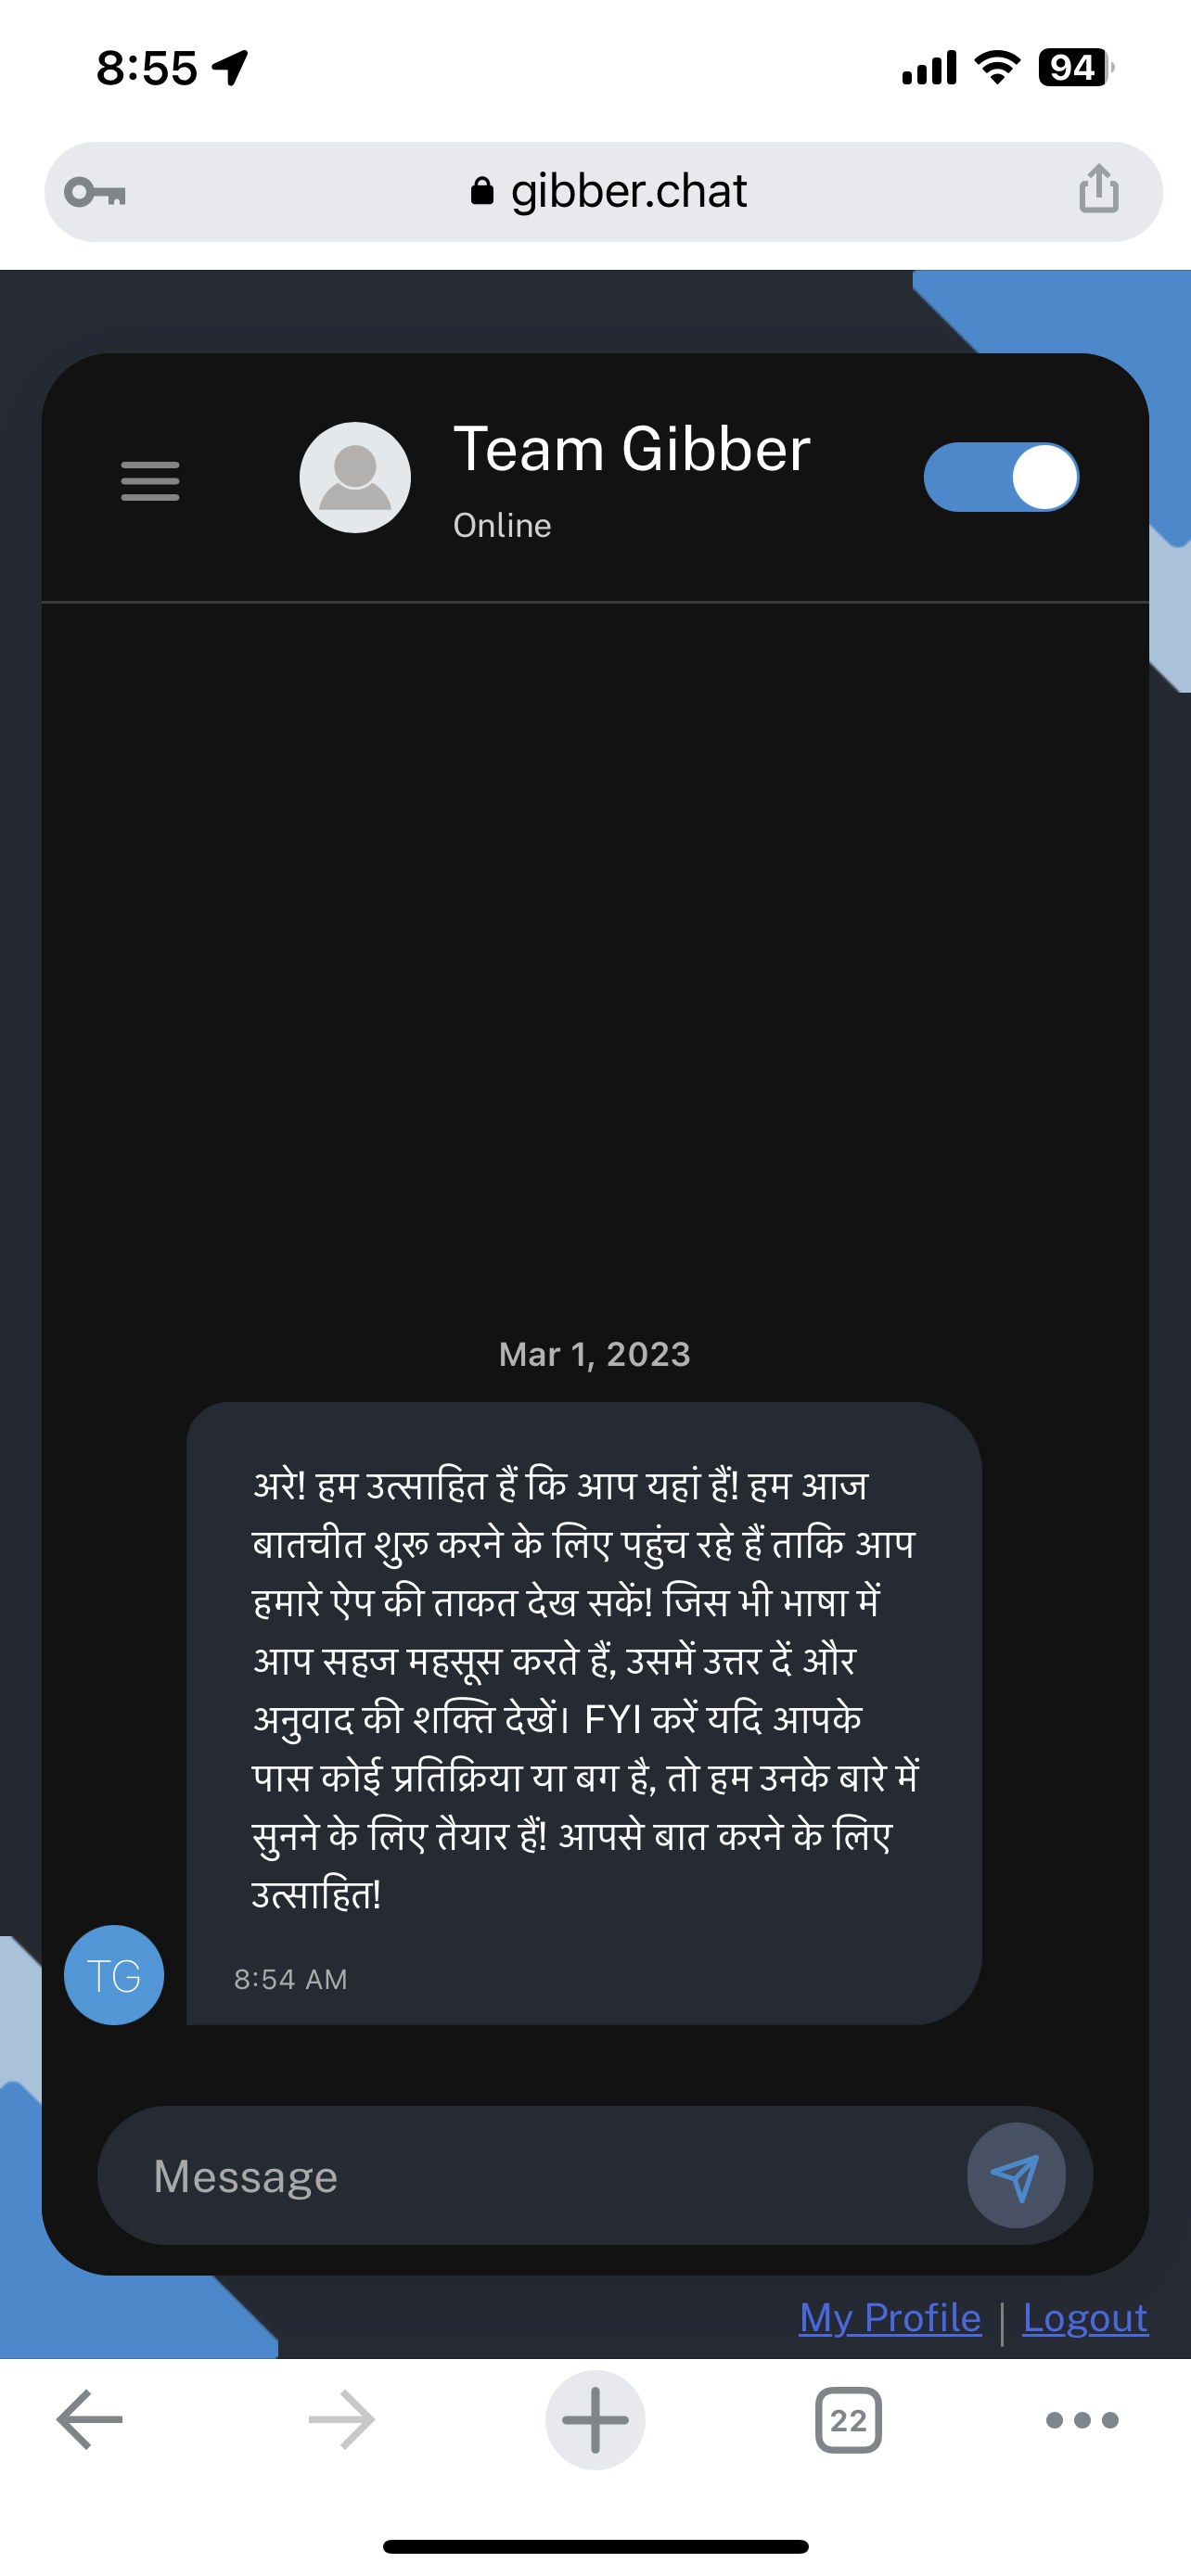 8:55
94
gibber.chat
Team Gibber
Online
Mar 1, 2023
अरे! हम उत्साहित हैं कि आप यहां हैं! हम आज
बातचीत शुरू करने के लिए पहुंच रहे हैं ताकि आप
हमारे ऐप की ताकत देख सकें! जिस भी भाषा में
आप सहज महसूस करते हैं, उसमें उत्तर दें और
अनुवाद की शक्ति देखें। FYI करें यदि आपके
पास कोई प्रतिक्रिया या बग है, तो हम उनके बारे में
सुनने के लिए तैयार हैं! आपसे बात करने के लिए
उत्साहित!
TG
8:54 AM
Message
My Profile | Logout
22